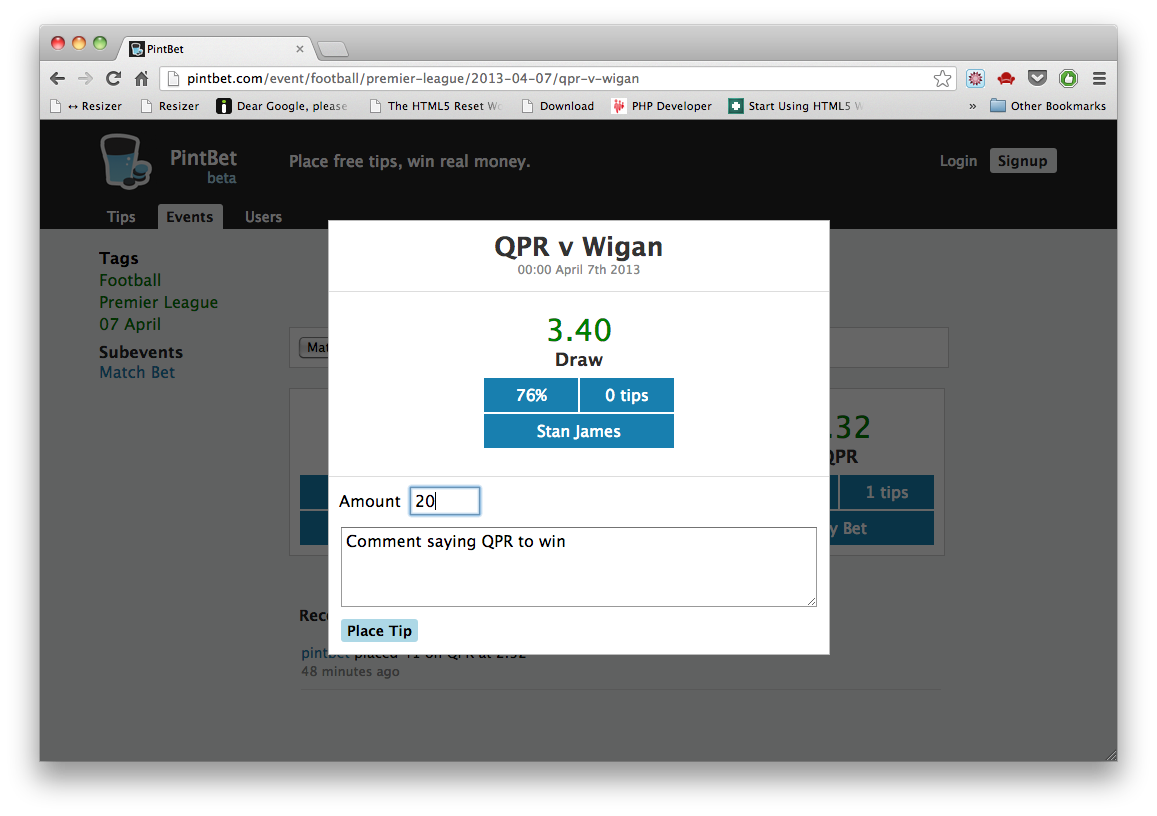 PintBet
pintbet.com/event/football/premier-league/2013-04-07/qpr-v-wigan
↔ Resizer Resizer Dear Google, please The HTML5 Reset Wo Download PHP Developer Start Using HTML5 W » Other Bookmarks
PintBet
beta
Place free tips, win real money.
Login Signup
Tips Events Users
Tags
Football
Premier League
07 April
Subevents
Match Bet
QPR v Wigan
00:00 April 7th 2013
3.40
Draw
76% 0 tips
Stan James
Amount 20
Comment saying QPR to win
Place Tip
Mat
.32
QPR
1 tips
y Bet
Rec
pintbet placed
on QPR at 2.32
48 minutes ago